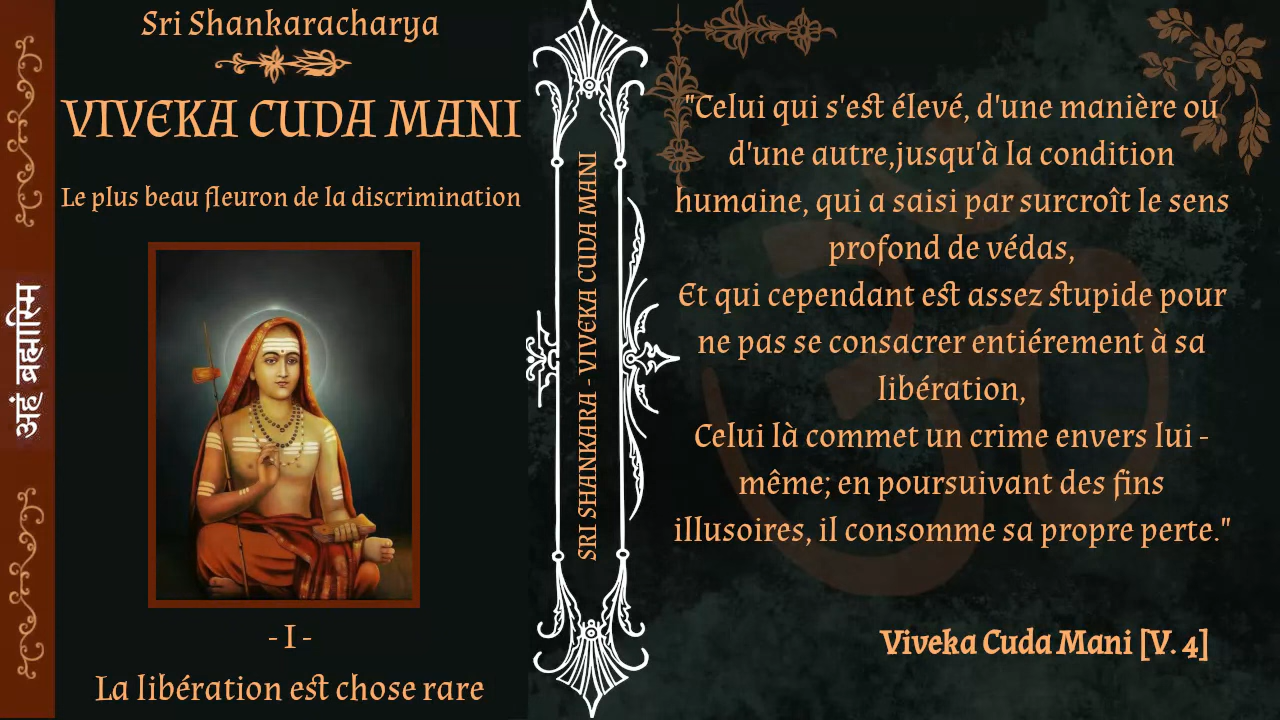 Sri Shankaracharya
VIVEKA CUDA MANI
Le plus beau fleuron de la discrimination
अहं ब्रह्मास्मि
- I -
La libération est chose rare
SRI SHANKARA - VIVEKA CUDA MANI
"Celui qui s'est élevé, d'une manière ou
d'une autre,jusqu'à la condition
humaine, qui a saisi par surcroît le sens
profond de védas,
Et qui cependant est assez stupide pour
ne pas se consacrer entiérement à sa
libération,
Celui là commet un crime envers lui -
même; en poursuivant des fins
illusoires, il consomme sa propre perte."
Viveka Cuda Mani [V. 4]